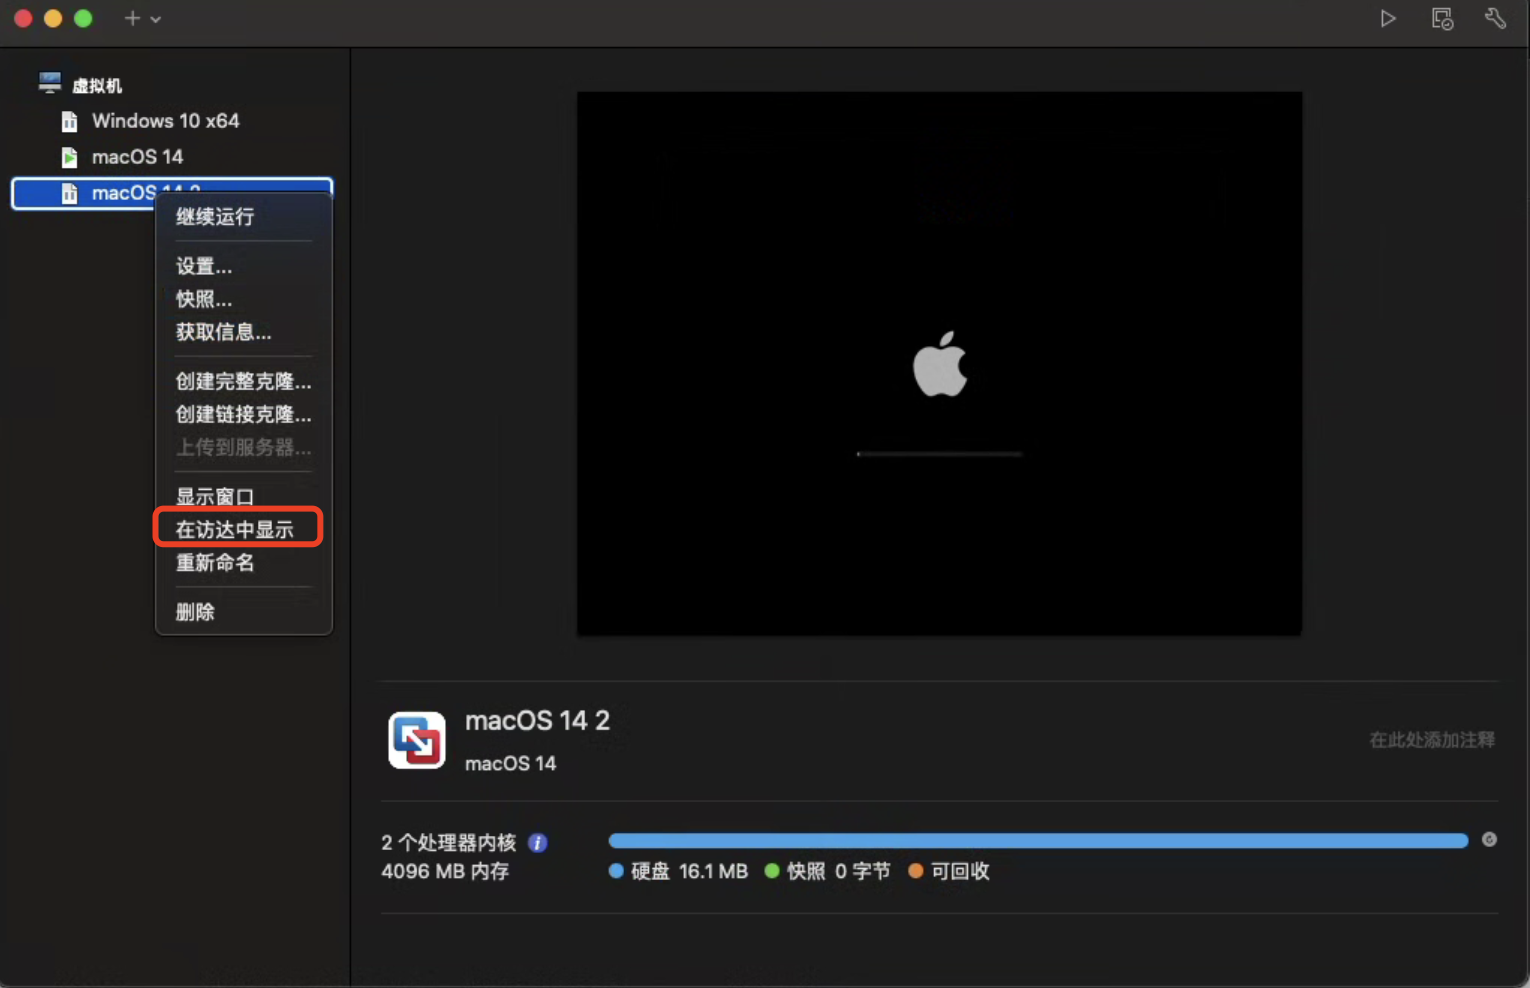 虚拟机
Windows 10 x64
macOS 14
macOS 14 2
继续运行
设置...
快照...
获取信息...
创建完整克隆...
创建链接克隆...
上传到服务器...
显示窗口
在访达中显示
重新命名
删除
macOS 14 2
macOS 14
在此处添加注释
2 个处理器内核
4096 MB 内存
硬盘 16.1 MB 快照 0 字节 可回收